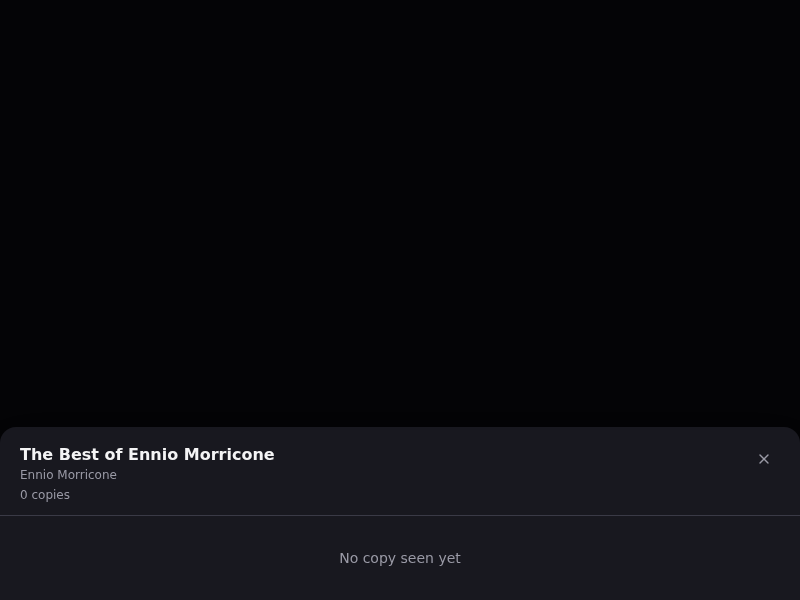 The Best of Ennio Morricone
Ennio Morricone
0 copies
×
No copy seen yet